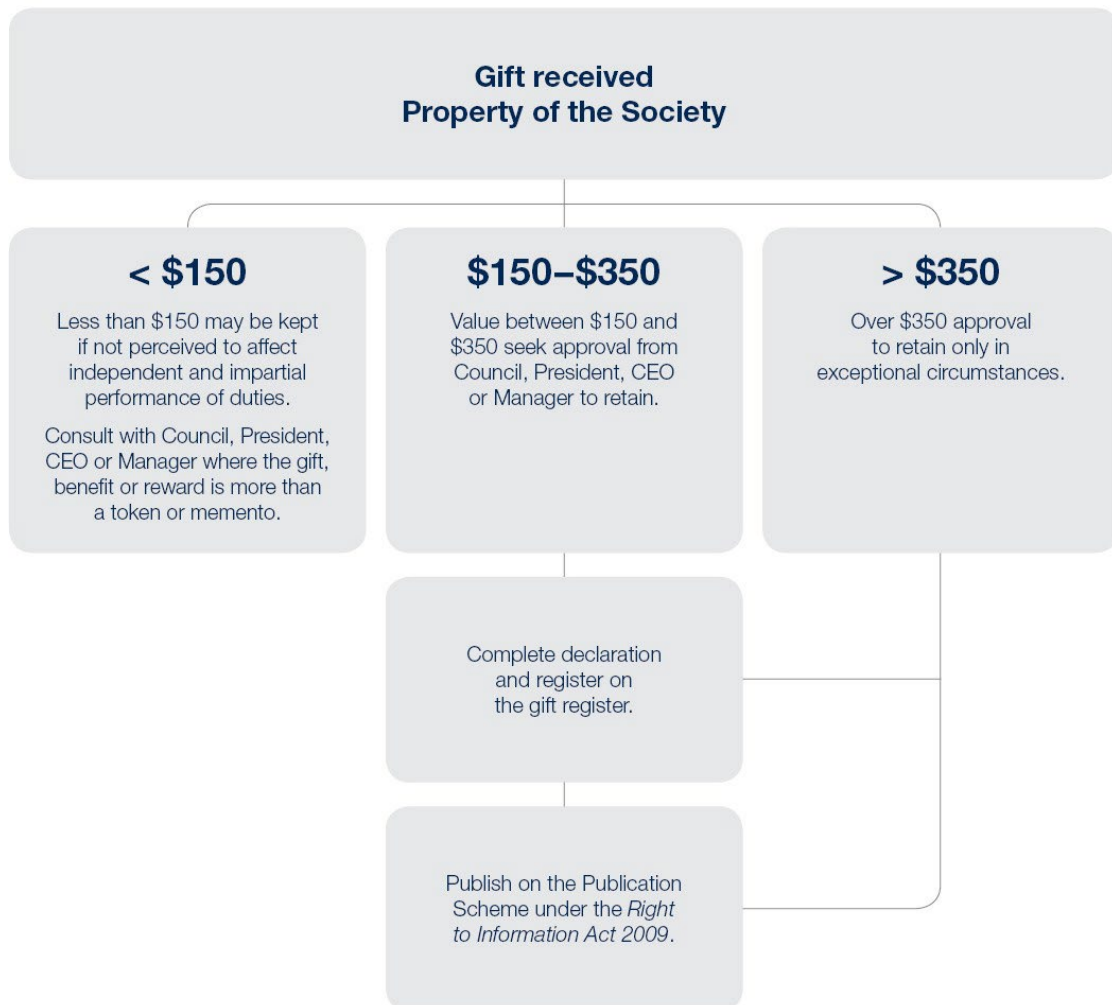 Gift received
Property of the Society
< $150
Less than $150 may be kept
if not perceived to affect
independent and impartial
performance of duties.
Consult with Council, President,
CEO or Manager where the gift,
benefit or reward is more than
a token or memento.
$150–$350
Value between $150 and
$350 seek approval from
Council, President, CEO
or Manager to retain.
> $350
Over $350 approval
to retain only in
exceptional circumstances.
Complete declaration
and register on
the gift register.
Publish on the Publication
Scheme under the Right
to Information Act 2009.